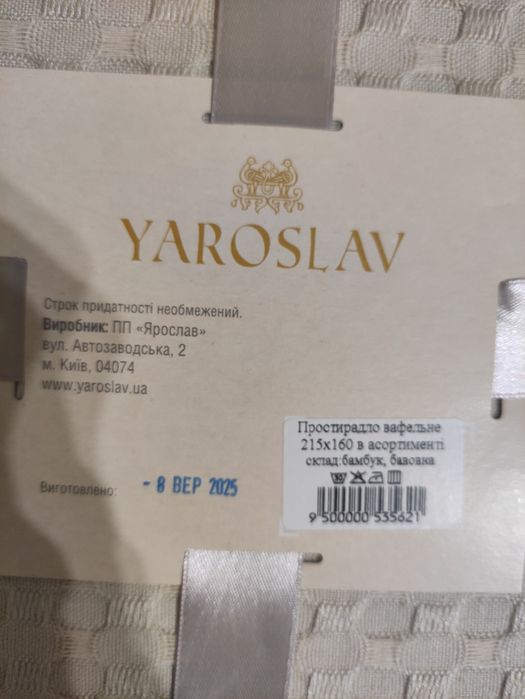 YAROSLAV
Строк придатності необмежений.
Виробник: ПП «Ярослав»
вул. Автозаводська, 2
м. Київ, 04074
www.yaroslav.ua
Простирадло вафельне
215х160 в асортименті
склад:бамбук, бавовна
Виготовлено: - 8 ВЕР 2025
9 500000 535621